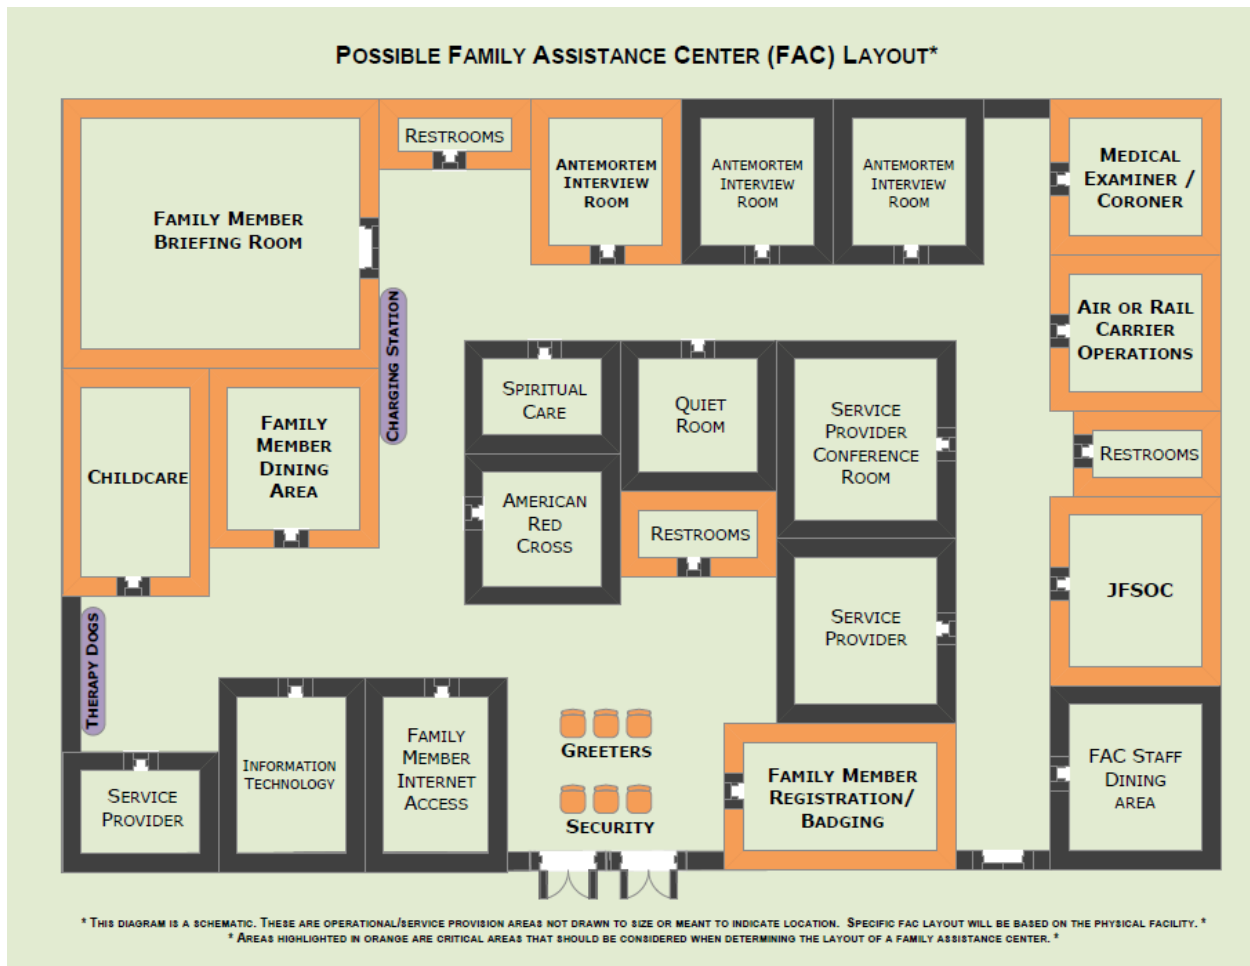 POSSIBLE FAMILY ASSISTANCE CENTER (FAC) LAYOUT*
RESTROOMS
ANTEMORTEM
INTERVIEW
ROOM
ANTEMORTEM
INTERVIEW
ROOM
ANTEMORTEM
INTERVIEW
ROOM
MEDICAL
EXAMINER /
CORONER
FAMILY MEMBER
BRIEFING ROOM
AIR OR RAIL
CARRIER
OPERATIONS
CHARGING STATION
SPIRITUAL
CARE
QUIET
ROOM
SERVICE
PROVIDER
CONFERENCE
ROOM
CHILDCARE
FAMILY
MEMBER
DINING
AREA
RESTROOMS
AMERICAN
RED
CROSS
RESTROOMS
JFSOC
SERVICE
PROVIDER
THERAPY DOGS
INFORMATION
TECHNOLOGY
FAMILY
MEMBER
INTERNET
ACCESS
GREETERS
SECURITY
FAMILY MEMBER
REGISTRATION/
BADGING
FAC STAFF
DINING
AREA
SERVICE
PROVIDER
* THIS DIAGRAM IS A SCHEMATIC. THESE ARE OPERATIONAL/SERVICE PROVISION AREAS NOT DRAWN TO SIZE OR MEANT TO INDICATE LOCATION. SPECIFIC FAC LAYOUT WILL BE BASED ON THE PHYSICAL FACILITY. *
* AREAS HIGHLIGHTED IN ORANGE ARE CRITICAL AREAS THAT SHOULD BE CONSIDERED WHEN DETERMINING THE LAYOUT OF A FAMILY ASSISTANCE CENTER. *